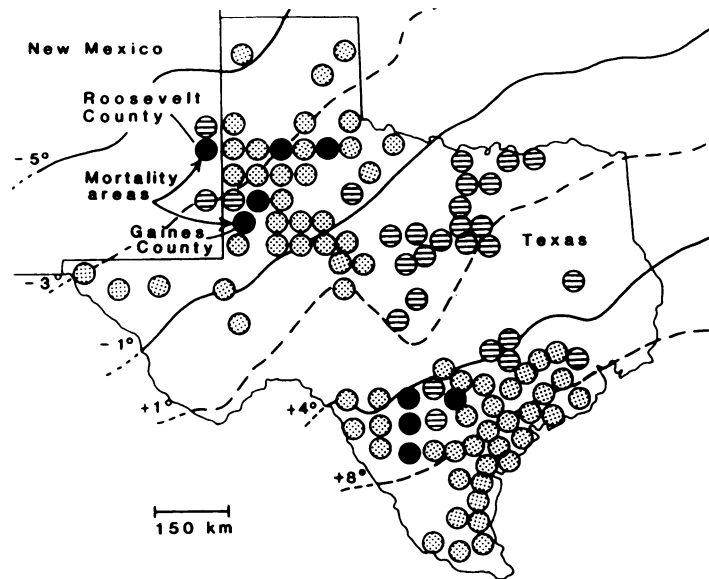 New Mexico
Roosevelt
County
-5°
Mortality
areas
Gaines
County
Texas
-3°
-1°
+1°
+4°
+8°
150 km